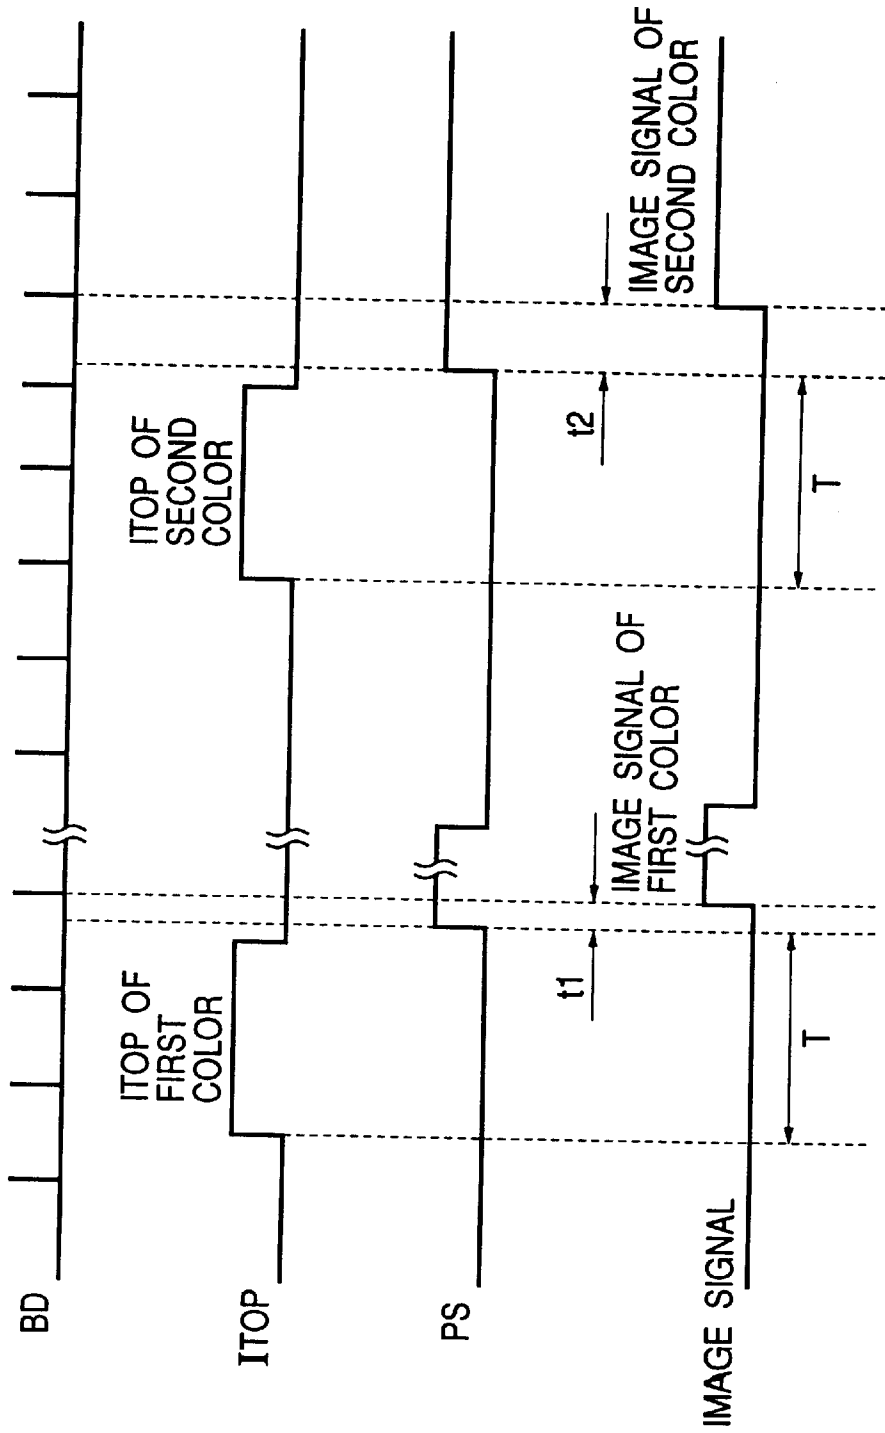 BD
ITOP
ITOP OF
FIRST
COLOR
ITOP OF
SECOND
COLOR
PS
t1
t2
IMAGE SIGNAL
IMAGE SIGNAL OF
FIRST COLOR
IMAGE SIGNAL OF
SECOND COLOR
T
T